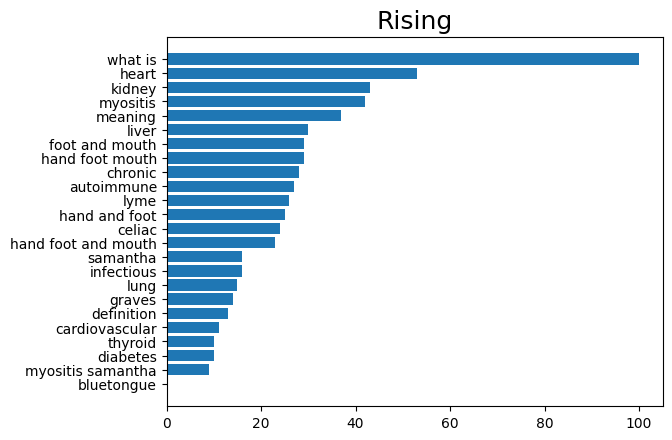 Rising
what is
heart
kidney
myositis
meaning
liver
foot and mouth
hand foot mouth
chronic
autoimmune
lyme
hand and foot
celiac
hand foot and mouth
samantha
infectious
lung
graves
definition
cardiovascular
thyroid
diabetes
myositis samantha
bluetongue
0 20 40 60 80 100